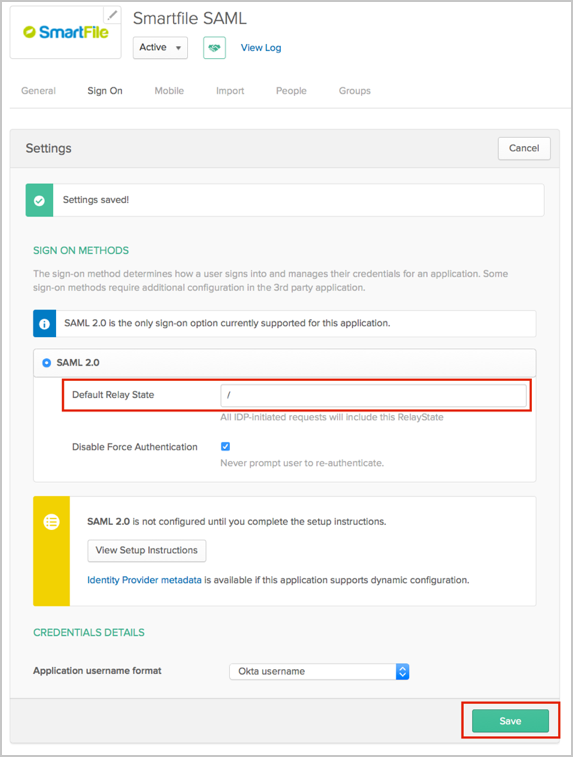 SmartFile
Smartfile SAML
Active
View Log
General Sign On Mobile Import People Groups
Settings
Cancel
Settings saved!
SIGN ON METHODS
The sign-on method determines how a user signs into and manages their credentials for an application. Some
sign-on methods require additional configuration in the 3rd party application.
SAML 2.0 is the only sign-on option currently supported for this application.
SAML 2.0
Default Relay State /
All IDP-initiated requests will include this RelayState
Disable Force Authentication
Never prompt user to re-authenticate.
SAML 2.0 is not configured until you complete the setup instructions.
View Setup Instructions
Identity Provider metadata is available if this application supports dynamic configuration.
CREDENTIALS DETAILS
Application username format Okta username
Save